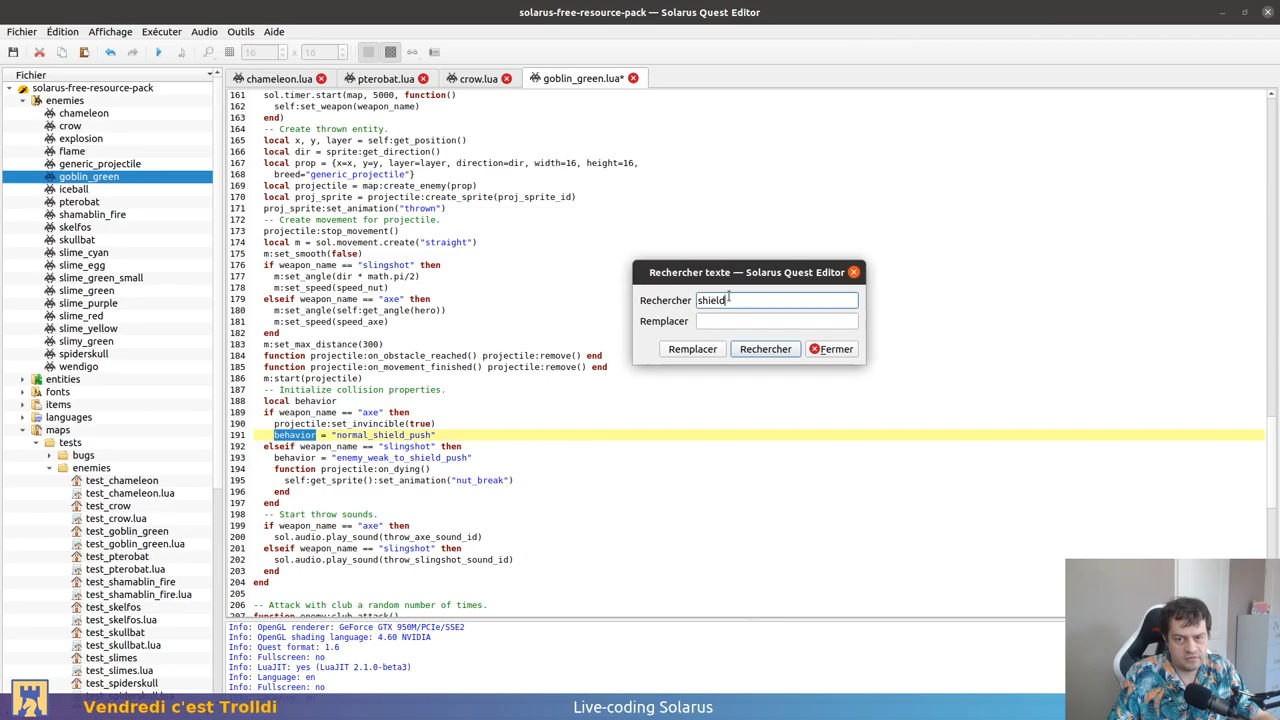 solarus-free-resource-pack — Solarus Quest Editor
Fichier Édition Affichage Exécuter Audio Outils Aide
16 x 16
Fichier
solarus-free-resource-pack
enemies
chameleon
crow
explosion
flame
generic_projectile
goblin_green
iceball
pterobat
shamablin_fire
skelfos
skullbat
slime_cyan
slime_egg
slime_green_small
slime_green
slime_purple
slime_red
slime_yellow
slimy_green
spiderskull
wendigo
entities
fonts
items
languages
maps
tests
bugs
enemies
test_chameleon
test_chameleon.lua
test_crow
test_crow.lua
test_goblin_green
test_goblin_green.lua
test_pterobat
test_pterobat.lua
test_shamablin_fire
test_shamablin_fire.lua
test_skelfos
test_skelfos.lua
test_skullbat
test_skullbat.lua
test_slimes
test_slimes.lua
test_spiderskull
chameleon.lua pterobat.lua crow.lua goblin_green.lua*
161 sol.timer.start(map, 5000, function()
162 self:set_weapon(weapon_name)
163 end)
164 -- Create thrown entity.
165 local x, y, layer = self:get_position()
166 local dir = sprite:get_direction()
167 local prop = {x=x, y=y, layer=layer, direction=dir, width=16, height=16,
168 breed="generic_projectile"}
169 local projectile = map:create_enemy(prop)
170 local proj_sprite = projectile:create_sprite(proj_sprite_id)
171 proj_sprite:set_animation("thrown")
172 -- Create movement for projectile.
173 projectile:stop_movement()
174 local m = sol.movement.create("straight")
175 m:set_smooth(false)
176 if weapon_name == "slingshot" then
177 m:set_angle(dir * math.pi/2)
178 m:set_speed(speed_nut)
179 elseif weapon_name == "axe" then
180 m:set_angle(self:get_angle(hero))
181 m:set_speed(speed_axe)
182 end
183 m:set_max_distance(300)
184 function projectile:on_obstacle_reached() projectile:remove() end
185 function projectile:on_movement_finished() projectile:remove() end
186 m:start(projectile)
187 -- Initialize collision properties.
188 local behavior
189 if weapon_name == "axe" then
190 projectile:set_invincible(true)
191 behavior = "normal_shield_push"
192 elseif weapon_name == "slingshot" then
193 behavior = "enemy_weak_to_shield_push"
194 function projectile:on_dying()
195 self:get_sprite():set_animation("nut_break")
196 end
197 end
198 -- Start throw sounds.
199 if weapon_name == "axe" then
200 sol.audio.play_sound(throw_axe_sound_id)
201 elseif weapon_name == "slingshot" then
202 sol.audio.play_sound(throw_slingshot_sound_id)
203 end
204 end
205
206 -- Attack with club a random number of times.
207 function enemy:club_attack()
Rechercher texte — Solarus Quest Editor
Rechercher shield
Remplacer
Remplacer Rechercher Fermer
Info: OpenGL renderer: GeForce GTX 950M/PCIe/SSE2
Info: OpenGL shading language: 4.60 NVIDIA
Info: Quest format: 1.6
Info: Fullscreen: no
Info: LuaJIT: yes (LuaJIT 2.1.0-beta3)
Info: Language: en
Info: Fullscreen: no
Vendredi c'est Trolldi
Live-coding Solarus